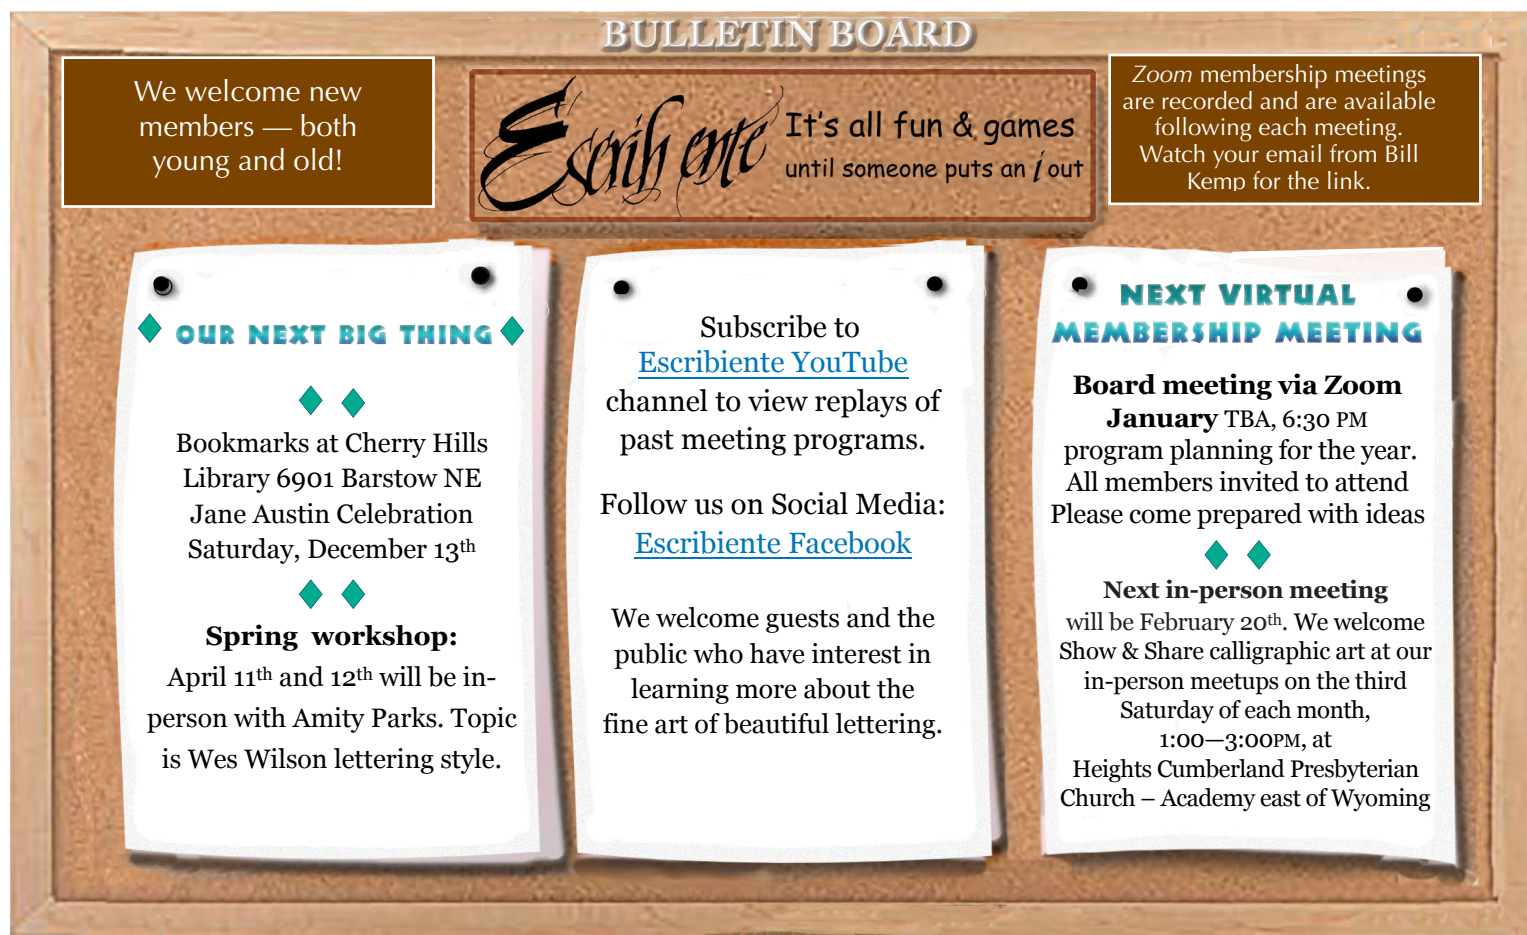 BULLETIN BOARD
We welcome new
members — both
young and old!
Escrib ente
It's all fun & games
until someone puts an i out
Zoom membership meetings
are recorded and are available
following each meeting.
Watch your email from Bill
Kemp for the link.
OUR NEXT BIG THING
Bookmarks at Cherry Hills
Library 6901 Barstow NE
Jane Austin Celebration
Saturday, December 13th
Spring workshop:
April 11th and 12th will be in-
person with Amity Parks. Topic
is Wes Wilson lettering style.
Subscribe to
Escribiente YouTube
channel to view replays of
past meeting programs.
Follow us on Social Media:
Escribiente Facebook
We welcome guests and the
public who have interest in
learning more about the
fine art of beautiful lettering.
NEXT VIRTUAL
MEMBERSHIP MEETING
Board meeting via Zoom
January TBA, 6:30 PM
program planning for the year.
All members invited to attend
Please come prepared with ideas
Next in-person meeting
will be February 20th. We welcome
Show & Share calligraphic art at our
in-person meetups on the third
Saturday of each month,
1:00—3:00PM, at
Heights Cumberland Presbyterian
Church – Academy east of Wyoming